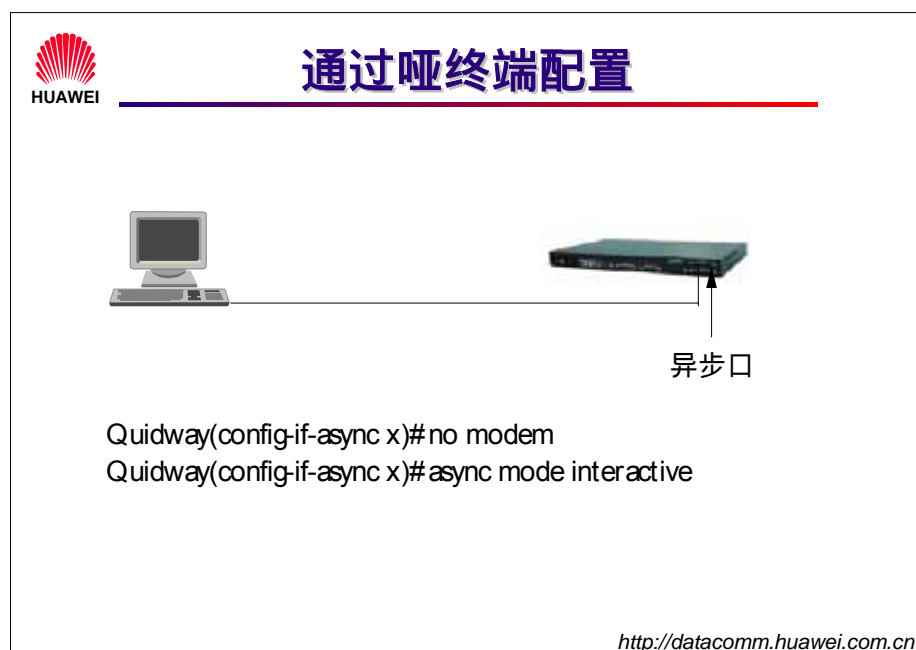 HUAWEI
通过哑终端配置
异步口
Quidway(config-if-async x)# no modem
Quidway(config-if-async x)# async mode interactive
http://datacomm.huawei.com.cn